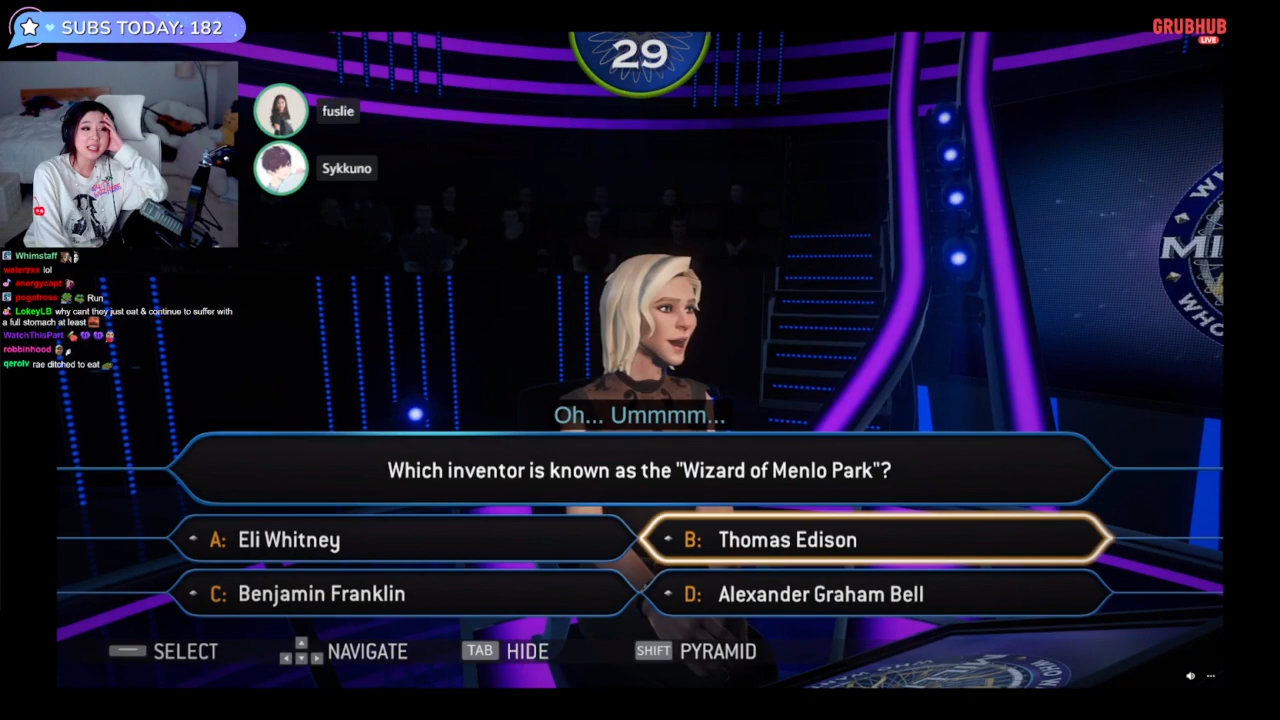 SUBS TODAY: 182
GRUBHUB
LIVE
29
fuslie
Sykkuno
Whimstaff
waterzxx lol
energycapt
pogotross Run
LokeyLB why cant they just eat & continue to suffer with
a full stomach at least
WatchThisPart
robbinhood
qerolv rae ditched to eat
Oh... Ummmm...
Which inventor is known as the "Wizard of Menlo Park"?
A: Eli Whitney
B: Thomas Edison
C: Benjamin Franklin
D: Alexander Graham Bell
SELECT
NAVIGATE
TAB HIDE
SHIFT PYRAMID